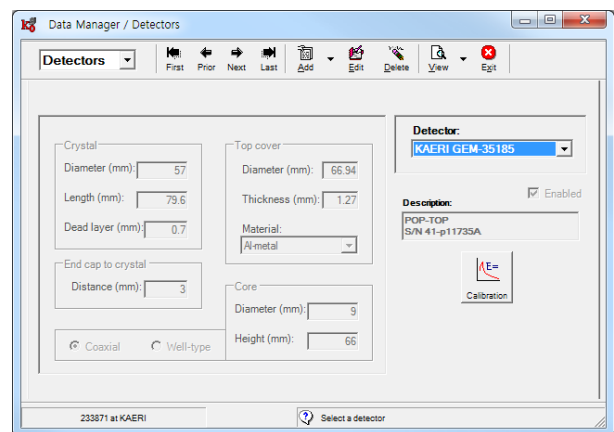 Data Manager / Detectors
Detectors
First Prior Next Last Add Edit Delete View Exit
Detector:
KAERI GEM-35185
Enabled
Description:
POP-TOP
S/N 41-p11735A
E=
Calibration
Crystal
Diameter (mm): 57
Length (mm): 79.6
Dead layer (mm): 0.7
End cap to crystal
Distance (mm): 3
Coaxial Well-type
Top cover
Diameter (mm): 66.94
Thickness (mm): 1.27
Material:
Al-metal
Core
Diameter (mm): 9
Height (mm): 66
233871 at KAERI
Select a detector